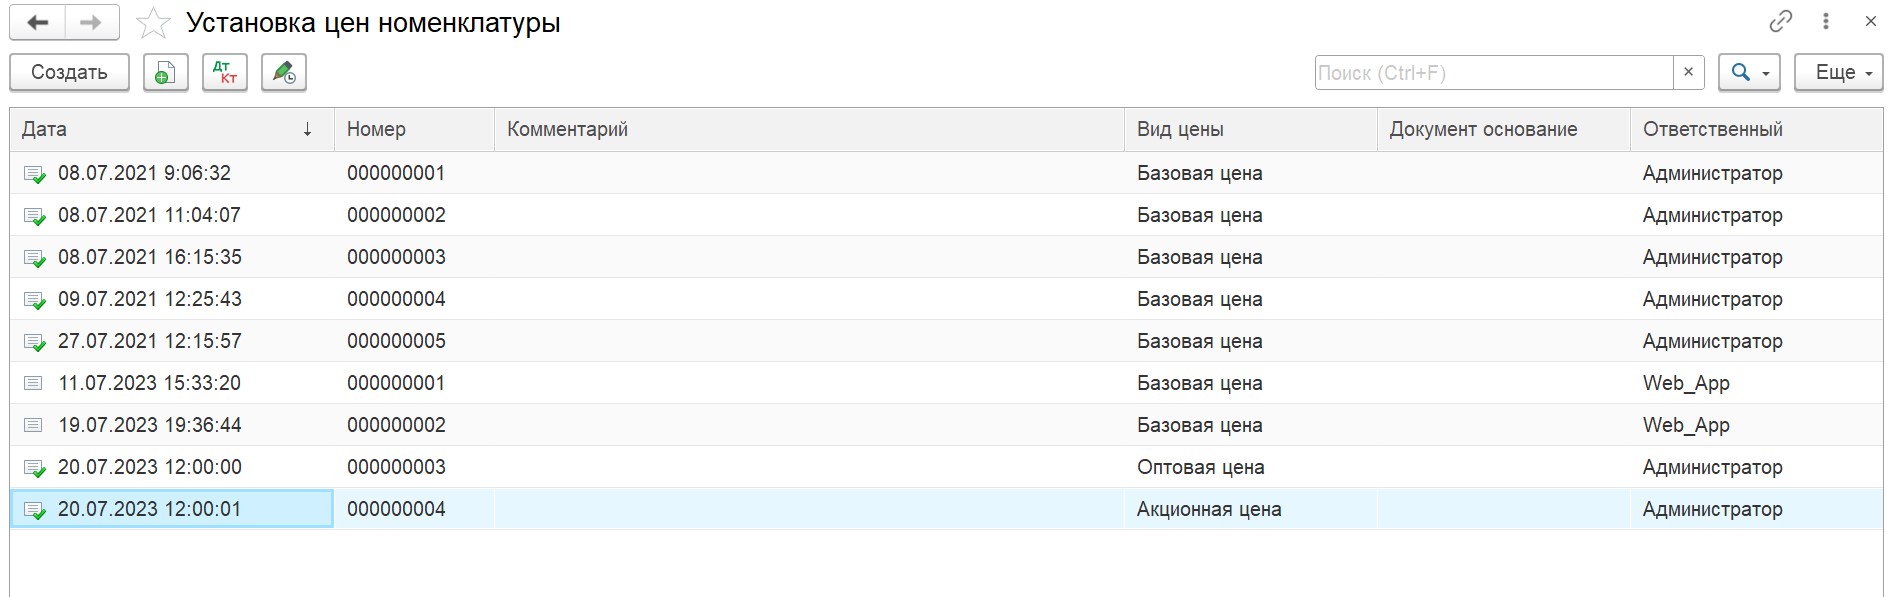 Установка цен номенклатуры
Создать Дт Кт Поиск (Ctrl+F) × Еще
Дата ↓ Номер Комментарий Вид цены Документ основание Ответственный
08.07.2021 9:06:32 000000001 Базовая цена Администратор
08.07.2021 11:04:07 000000002 Базовая цена Администратор
08.07.2021 16:15:35 000000003 Базовая цена Администратор
09.07.2021 12:25:43 000000004 Базовая цена Администратор
27.07.2021 12:15:57 000000005 Базовая цена Администратор
11.07.2023 15:33:20 000000001 Базовая цена Web_App
19.07.2023 19:36:44 000000002 Базовая цена Web_App
20.07.2023 12:00:00 000000003 Оптовая цена Администратор
20.07.2023 12:00:01 000000004 Акционная цена Администратор